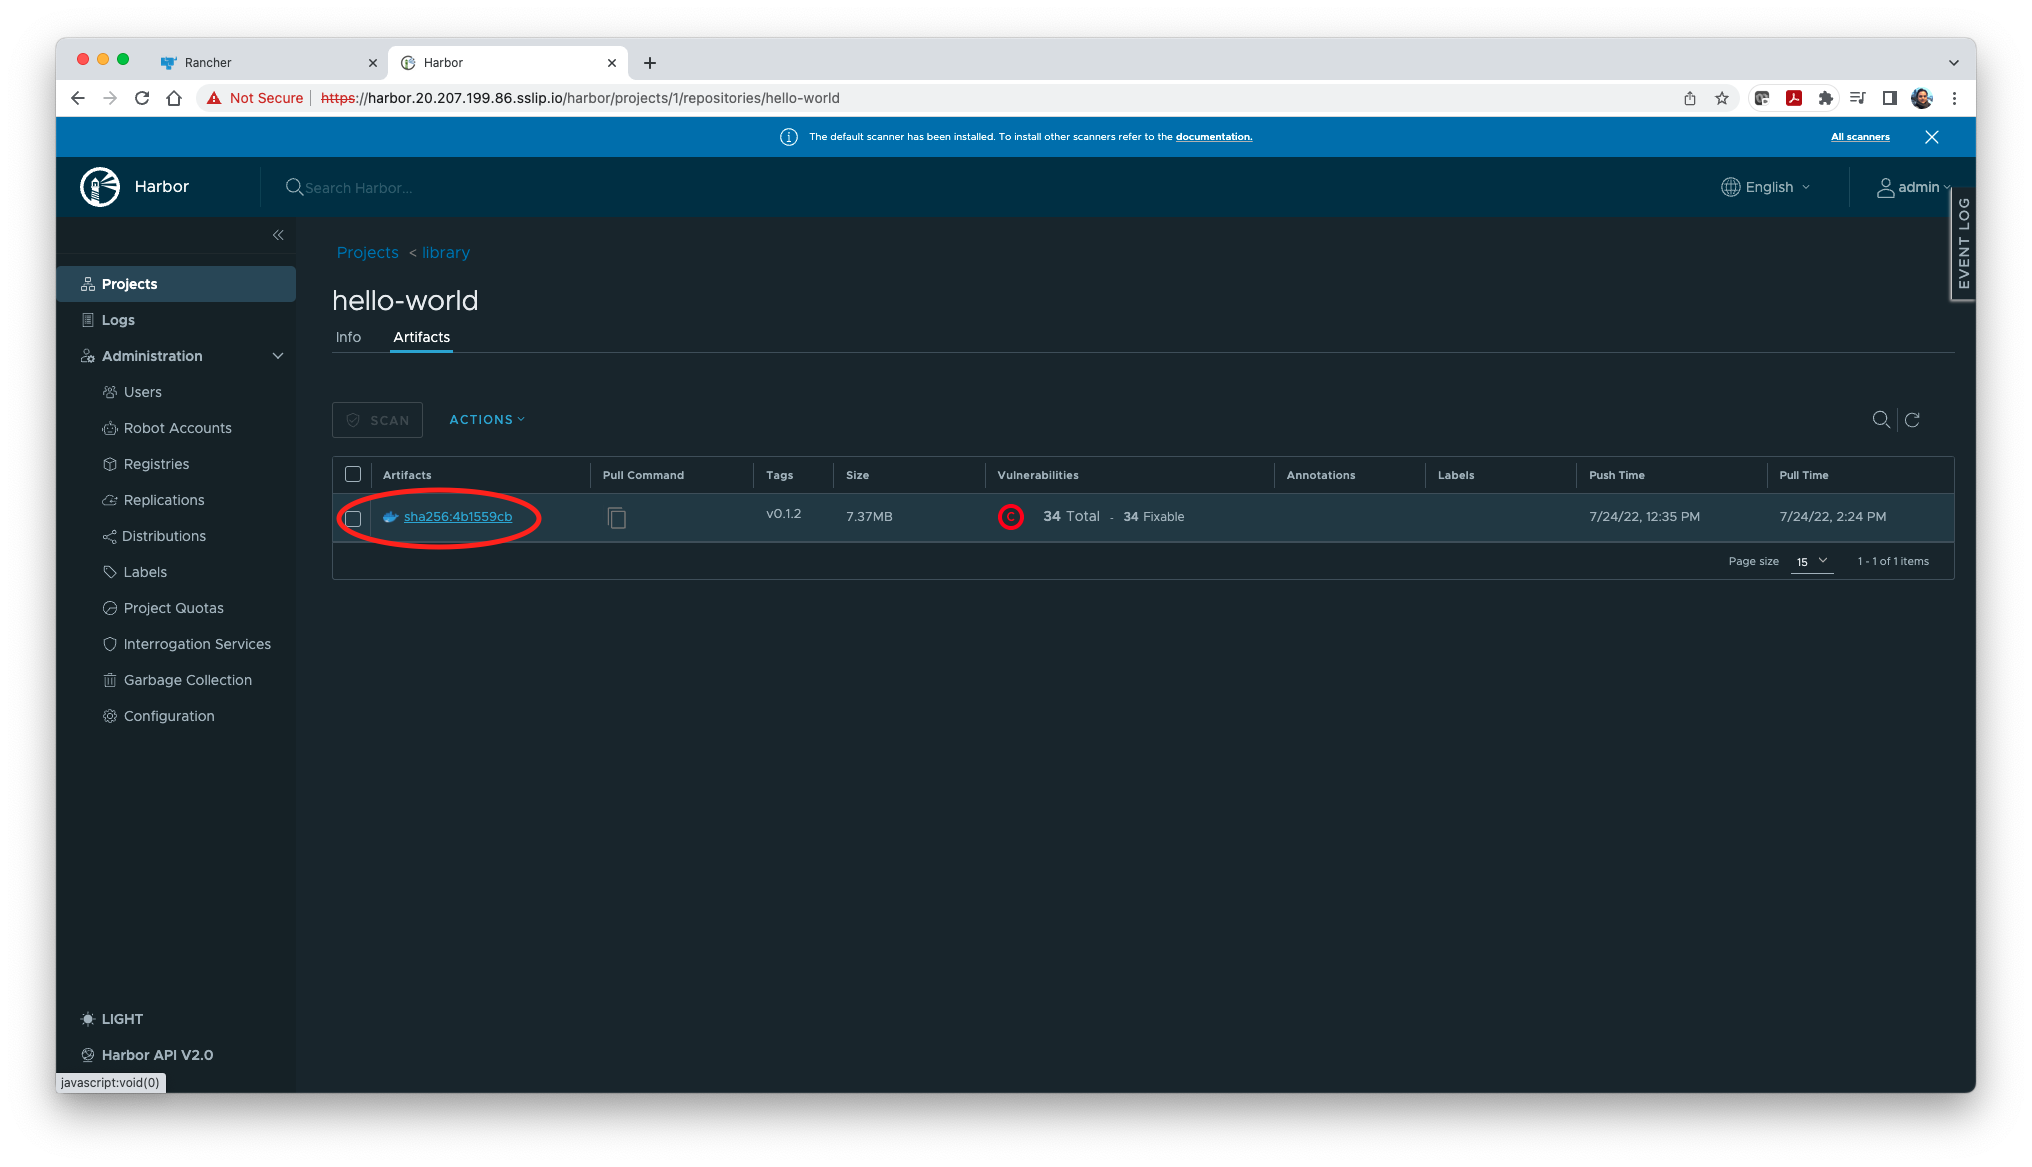 Rancher
Harbor
Not Secure
https://harbor.20.207.199.86.sslip.io/harbor/projects/1/repositories/hello-world
The default scanner has been installed. To install other scanners refer to the documentation.
All scanners
Harbor
Search Harbor...
English
admin
EVENT LOG
Projects < library
hello-world
Info
Artifacts
Projects
Logs
Administration
Users
Robot Accounts
Registries
Replications
Distributions
Labels
Project Quotas
Interrogation Services
Garbage Collection
Configuration
SCAN
ACTIONS
Artifacts Pull Command Tags Size Vulnerabilities Annotations Labels Push Time Pull Time
sha256:4b1559cb v0.1.2 7.37MB C 34 Total - 34 Fixable 7/24/22, 12:35 PM 7/24/22, 2:24 PM
Page size 15 1 - 1 of 1 items
LIGHT
Harbor API V2.0
javascript:void(0)